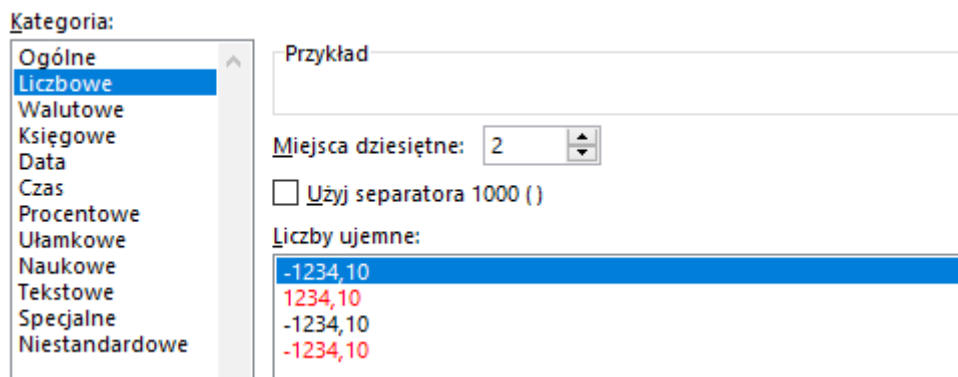 Kategoria:
Ogólne
Liczbowe
Walutowe
Księgowe
Data
Czas
Procentowe
Ułamkowe
Naukowe
Tekstowe
Specjalne
Niestandardowe
Przykład
Miejsca dziesiętne: 2
Użyj separatora 1000 ( )
Liczby ujemne:
-1234,10
1234,10
-1234,10
-1234,10